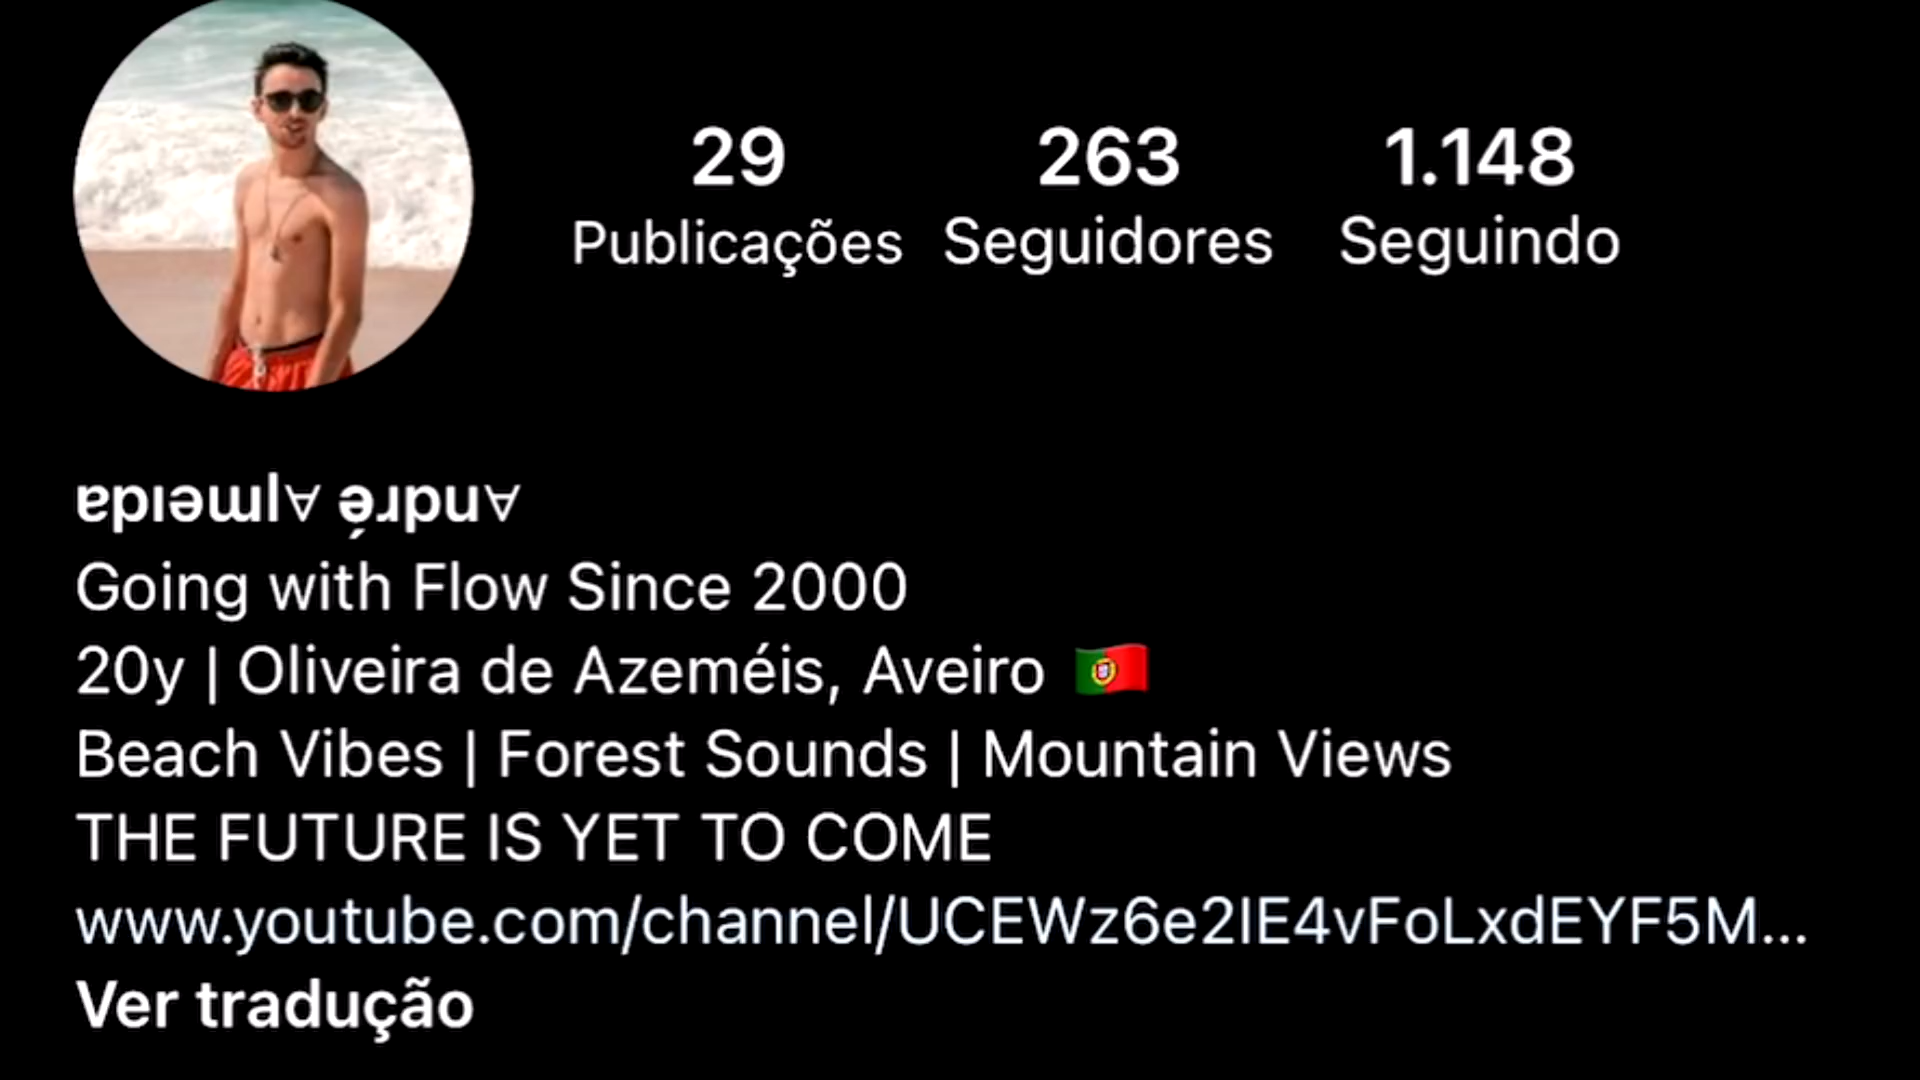 29 263 1.148
Publicações Seguidores Seguindo
ɐpıǝɯl∀ ǝ́ɹpu∀
Going with Flow Since 2000
20y | Oliveira de Azeméis, Aveiro 🇵🇹
Beach Vibes | Forest Sounds | Mountain Views
THE FUTURE IS YET TO COME
www.youtube.com/channel/UCEWz6e2IE4vFoLxdEYF5M...
Ver tradução